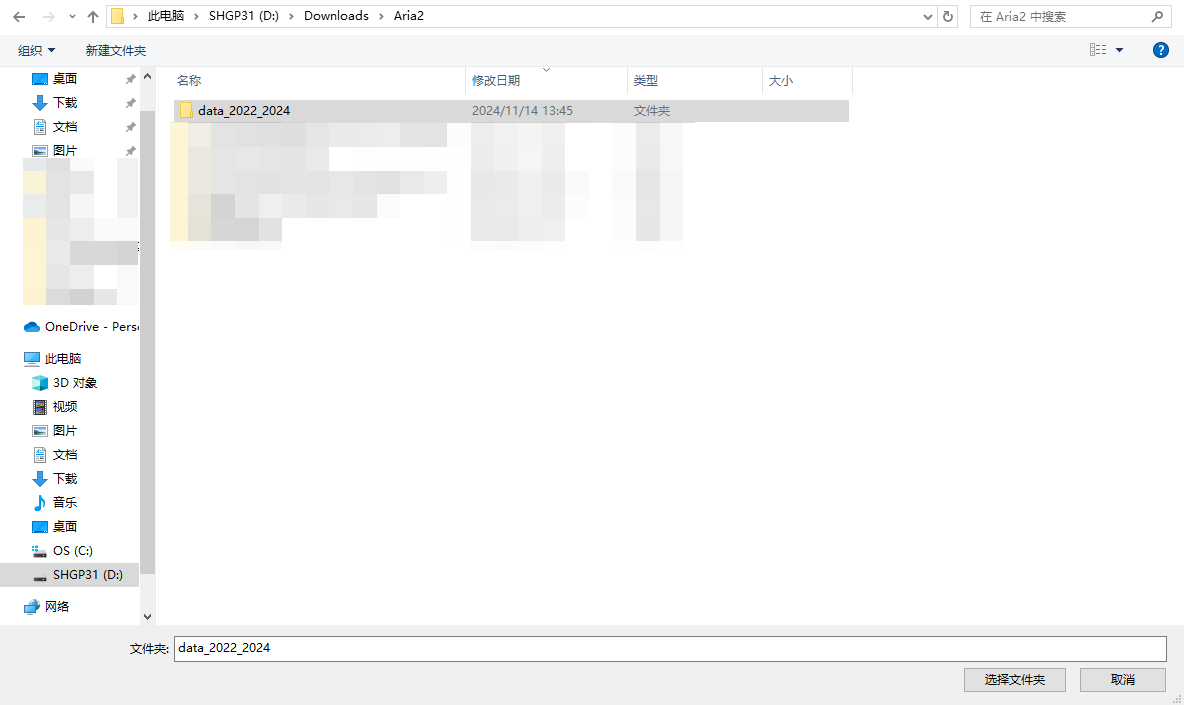 此电脑 › SHGP31 (D:) › Downloads › Aria2
在 Aria2 中搜索
组织 新建文件夹
桌面
下载
文档
图片
OneDrive - Pers
此电脑
3D 对象
视频
图片
文档
下载
音乐
桌面
OS (C:)
SHGP31 (D:)
网络
名称 修改日期 类型 大小
data_2022_2024 2024/11/14 13:45 文件夹
文件夹: data_2022_2024
选择文件夹 取消